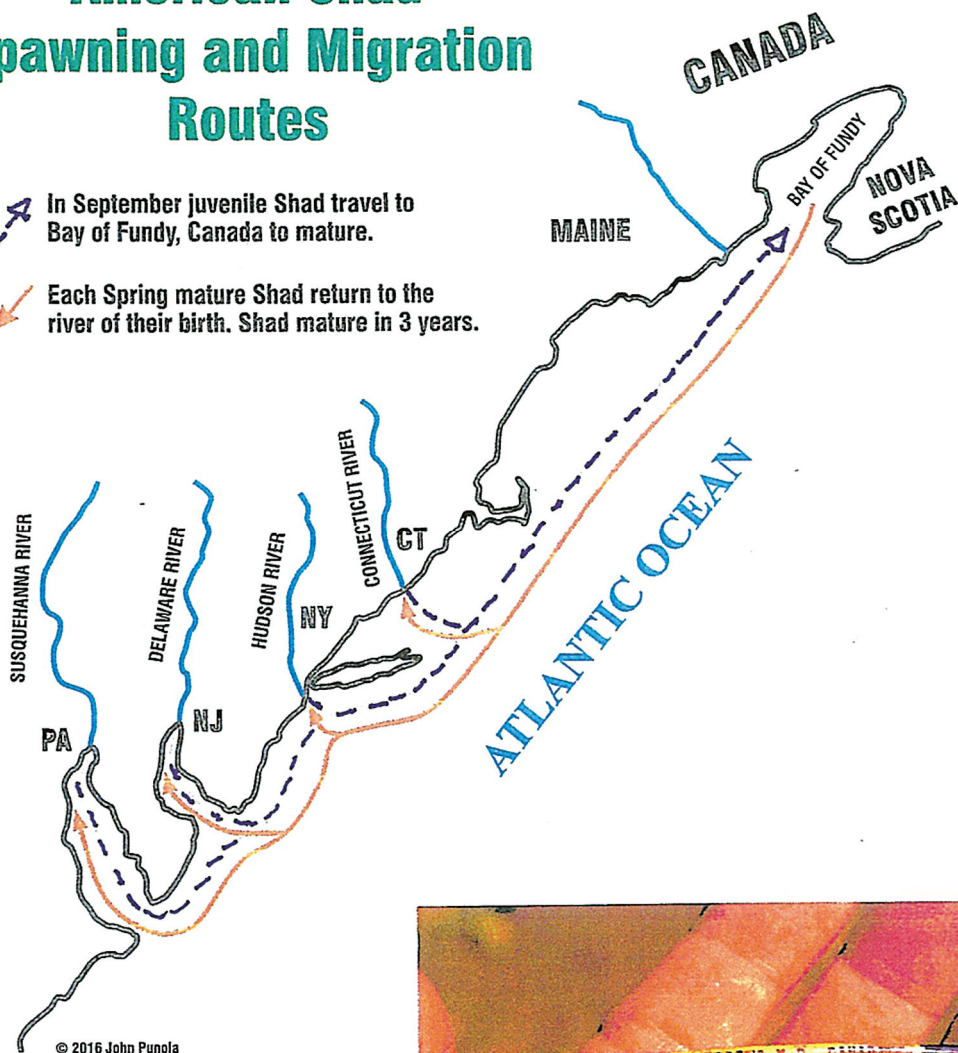 and Migration
Routes
In September juvenile Shad travel to
Bay of Fundy, Canada to mature.
Each Spring mature Shad return to the
river of their birth. Shad mature in 3 years.
CANADA
BAY OF FUNDY
NOVA
SCOTIA
MAINE
SUSQUEHANNA RIVER
DELAWARE RIVER
HUDSON RIVER
CONNECTICUT RIVER
CT
NY
NJ
PA
ATLANTIC OCEAN
© 2016 John Punola